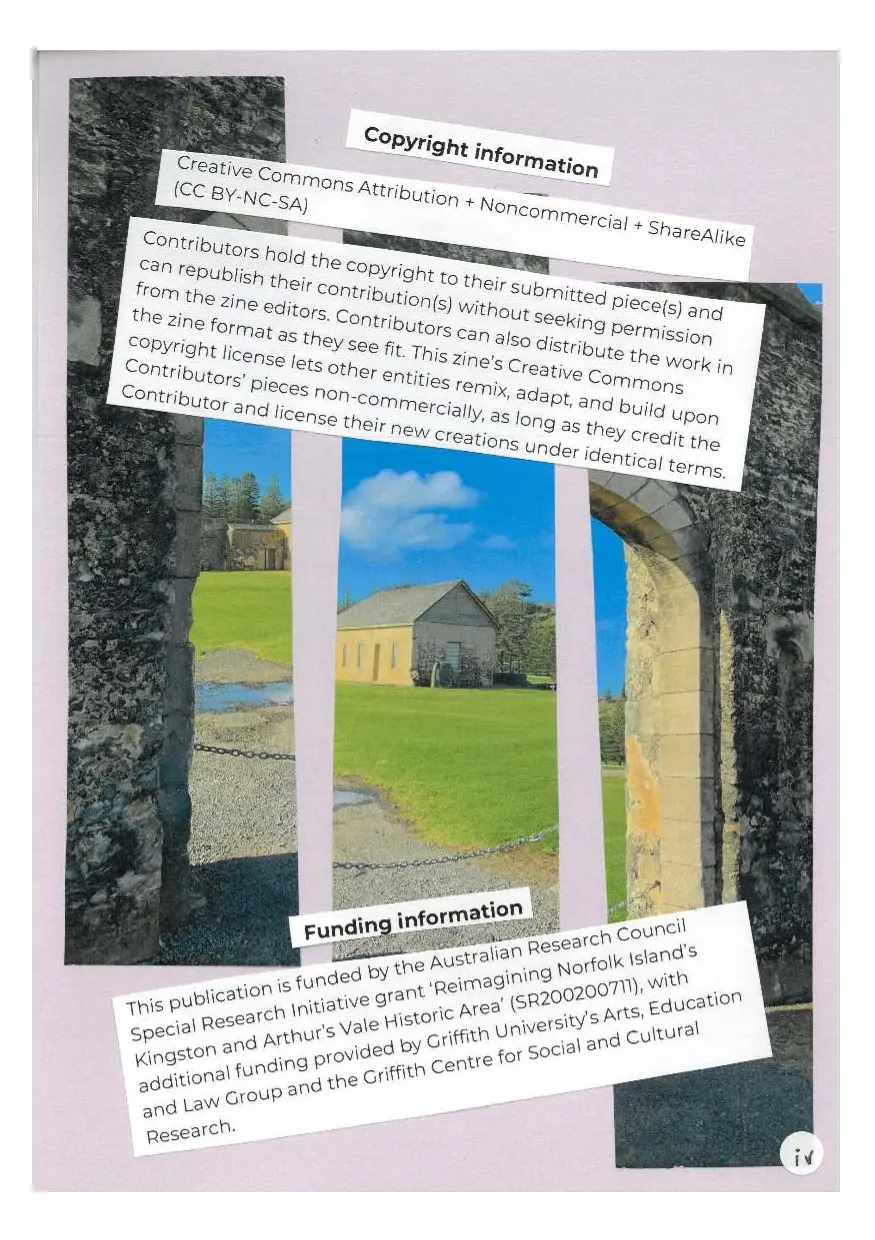 Copyright information
Creative Commons Attribution + Noncommercial + ShareAlike
(CC BY-NC-SA)
Contributors hold the copyright to their submitted piece(s) and
can republish their contribution(s) without seeking permission
from the zine editors. Contributors can also distribute the work in
the zine format as they see fit. This zine's Creative Commons
copyright license lets other entities remix, adapt, and build upon
Contributors' pieces non-commercially, as long as they credit the
Contributor and license their new creations under identical terms.
Funding information
This publication is funded by the Australian Research Council
Special Research Initiative grant 'Reimagining Norfolk Island's
Kingston and Arthur's Vale Historic Area' (SR200200711), with
additional funding provided by Griffith University's Arts, Education
and Law Group and the Griffith Centre for Social and Cultural
Research.
iv